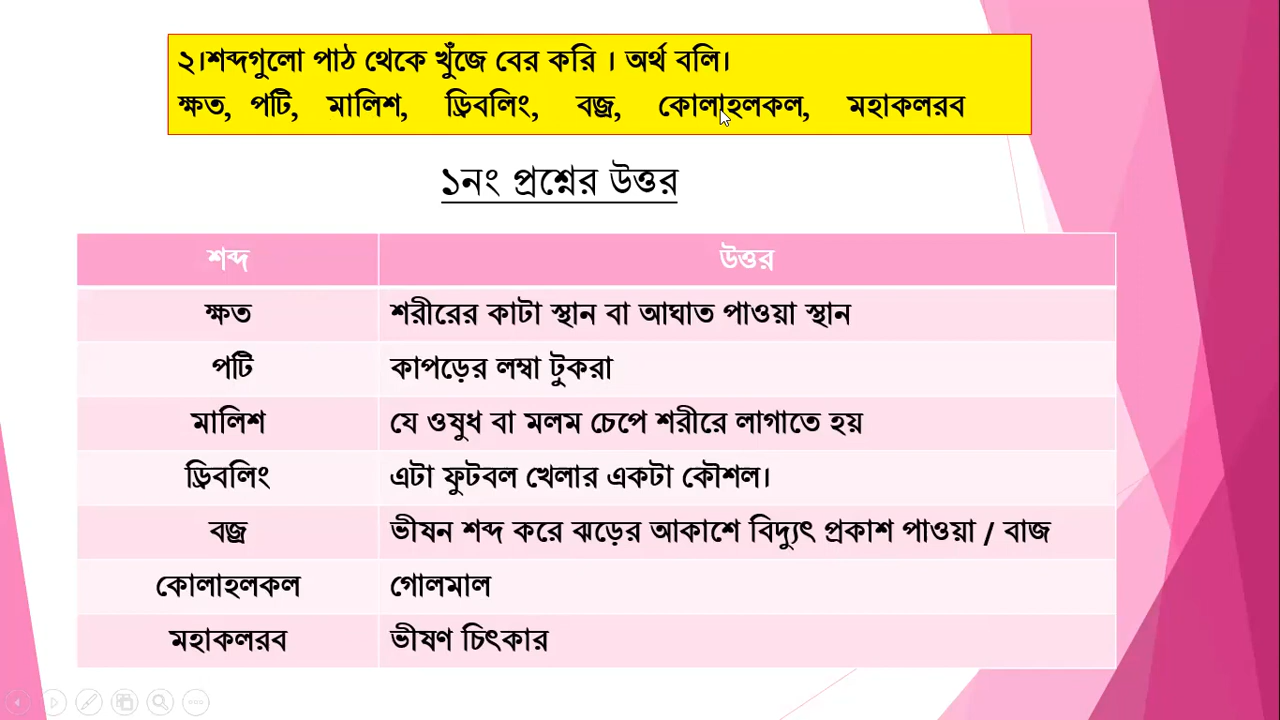 ২।শব্দগুলো পাঠ থেকে খুঁজে বের করি । অর্থ বলি।
ক্ষত, পটি, মালিশ, ড্রিবলিং, বজ্র, কোলাহলকল, মহাকলরব
১নং প্রশ্নের উত্তর
শব্দ উত্তর
ক্ষত শরীরের কাটা স্থান বা আঘাত পাওয়া স্থান
পটি কাপড়ের লম্বা টুকরা
মালিশ যে ওষুধ বা মলম চেপে শরীরে লাগাতে হয়
ড্রিবলিং এটা ফুটবল খেলার একটা কৌশল।
বজ্র ভীষন শব্দ করে ঝড়ের আকাশে বিদ্যুৎ প্রকাশ পাওয়া / বাজ
কোলাহলকল গোলমাল
মহাকলরব ভীষণ চিৎকার